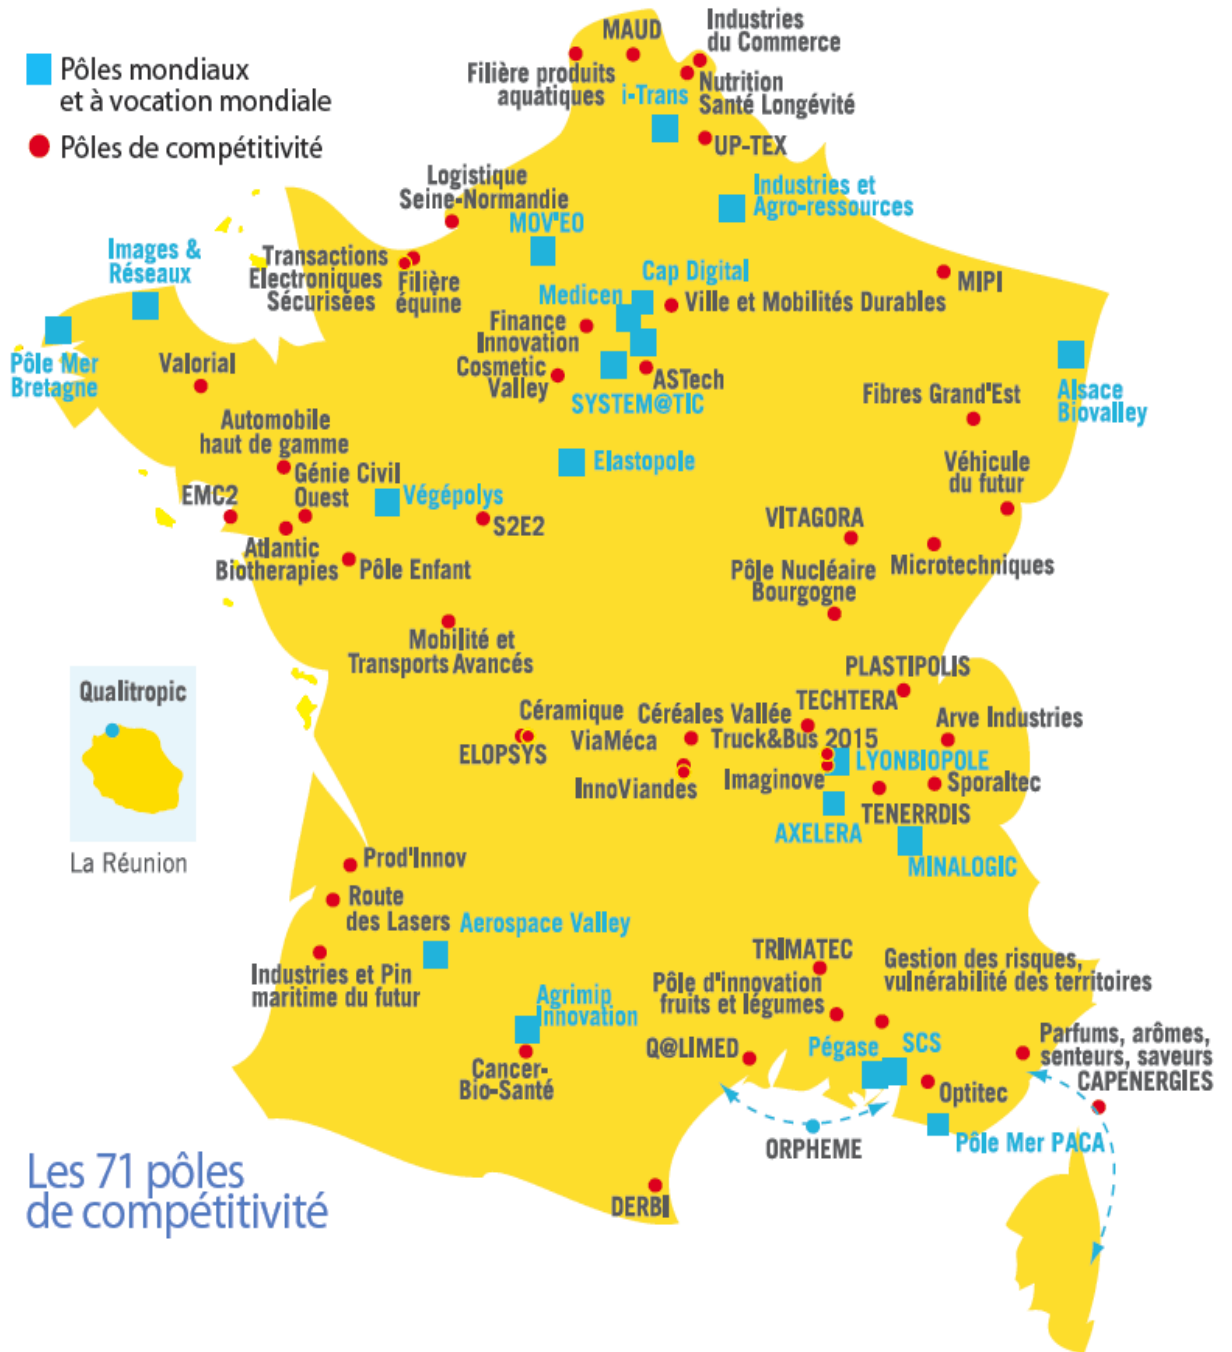 MAUD
Industries
du Commerce
Pôles mondiaux
et à vocation mondiale
Pôles de compétitivité
Filière produits
aquatiques
i-Trans
Nutrition
Santé Longévité
UP-TEX
Logistique
Seine-Normandie
MOV'EO
Industries et
Agro-ressources
Images &
Réseaux
Transactions
Electroniques
Sécurisées
Filière
équine
Cap Digital
Medicen
Ville et Mobilités Durables
MIPI
Finance
Innovation
Cosmetic
Valley
ASTech
SYSTEM@TIC
Pôle Mer
Bretagne
Valorial
Alsace
Biovalley
Fibres Grand'Est
Automobile
haut de gamme
Génie Civil
Ouest
Elastopole
Véhicule
du futur
EMC2
Végépolys
S2E2
VITAGORA
Atlantic
Biotherapies
Pôle Enfant
Pôle Nucléaire
Bourgogne
Microtechniques
Mobilité et
Transports Avancés
PLASTIPOLIS
Qualitropic
TECHTERA
Céramique
Céréales Vallée
Arve Industries
ELOPSYS
ViaMéca
Truck&Bus 2015
LYONBIOPOLE
InnoViandes
Imaginove
Sporaltec
TENERRDIS
AXELERA
MINALOGIC
La Réunion
Prod'Innov
Route
des Lasers
Aerospace Valley
Industries et Pin
maritime du futur
TRIMATEC
Gestion des risques,
vulnérabilité des territoires
Pôle d'innovation
fruits et légumes
Agrimip
Innovation
Q@LIMED
Pégase
SCS
Parfums, arômes,
senteurs, saveurs
CAPENERGIES
Cancer-
Bio-Santé
Optitec
ORPHEME
Pôle Mer PACA
Les 71 pôles
de compétitivité
DERBI